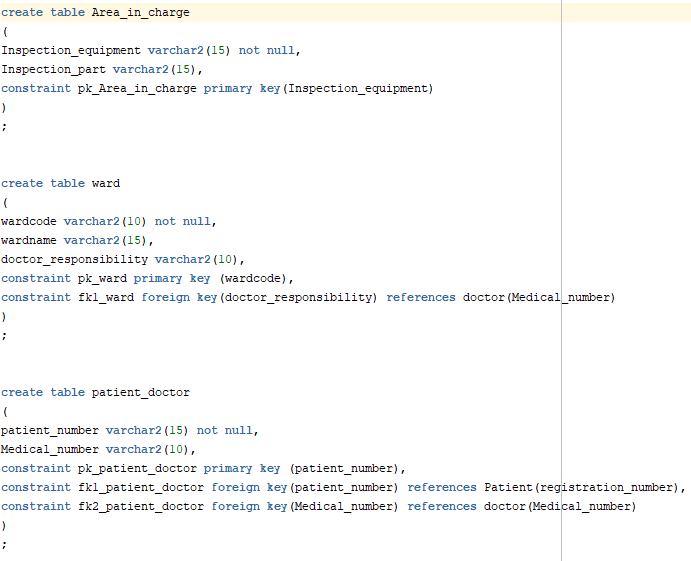 create table Area_in_charge
(
Inspection_equipment varchar2(15) not null,
Inspection_part varchar2(15),
constraint pk_Area_in_charge primary key(Inspection_equipment)
)
;
create table ward
(
wardcode varchar2(10) not null,
wardname varchar2(15),
doctor_responsibility varchar2(10),
constraint pk_ward primary key (wardcode),
constraint fk1_ward foreign key(doctor_responsibility) references doctor(Medical_number)
)
;
create table patient_doctor
(
patient_number varchar2(15) not null,
Medical_number varchar2(10),
constraint pk_patient_doctor primary key (patient_number),
constraint fk1_patient_doctor foreign key(patient_number) references Patient(registration_number),
constraint fk2_patient_doctor foreign key(Medical_number) references doctor(Medical_number)
)
;